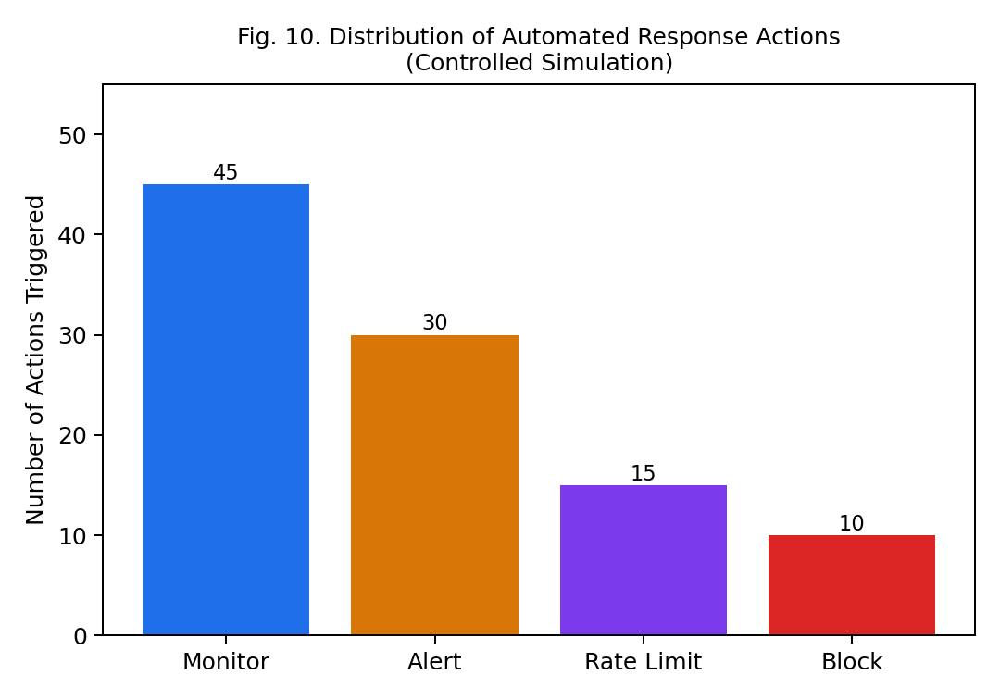 Fig. 10. Distribution of Automated Response Actions
(Controlled Simulation)
Number of Actions Triggered
50
40
30
20
10
0
45
30
15
10
Monitor
Alert
Rate Limit
Block